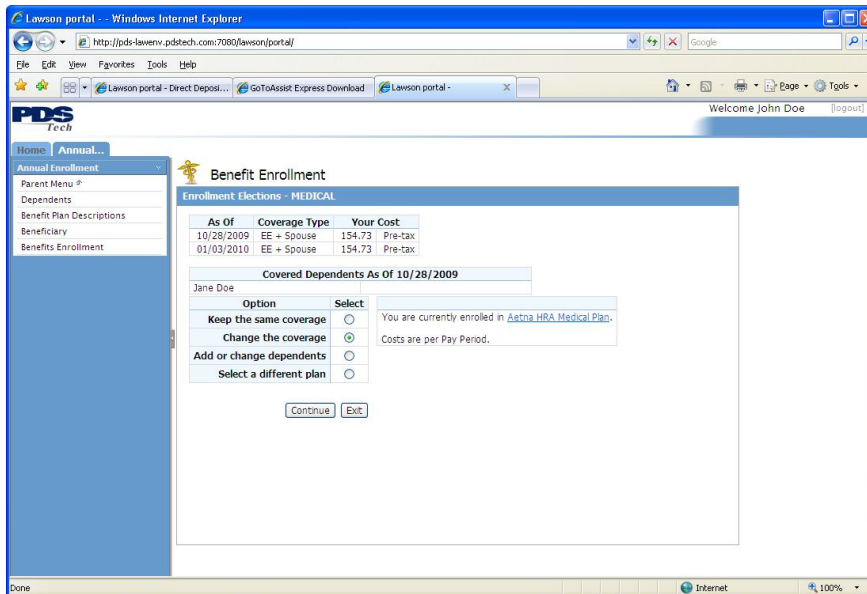 Lawson portal - - Windows Internet Explorer
http://pds-lawenv.pdstech.com:7080/lawson/portal/
Google
File Edit View Favorites Tools Help
Lawson portal - Direct Deposi... GoToAssist Express Download Lawson portal - X Page Tools
PDS Tech
Welcome John Doe [logout]
Home Annual...
Annual Enrollment
Parent Menu
Dependents
Benefit Plan Descriptions
Beneficiary
Benefits Enrollment
Benefit Enrollment
Enrollment Elections - MEDICAL
As Of Coverage Type Your Cost
10/28/2009 EE + Spouse 154.73 Pre-tax
01/03/2010 EE + Spouse 154.73 Pre-tax
Covered Dependents As Of 10/28/2009
Jane Doe
Option Select
Keep the same coverage
Change the coverage
Add or change dependents
Select a different plan
You are currently enrolled in Aetna HRA Medical Plan.
Costs are per Pay Period.
Continue Exit
Done Internet 100%